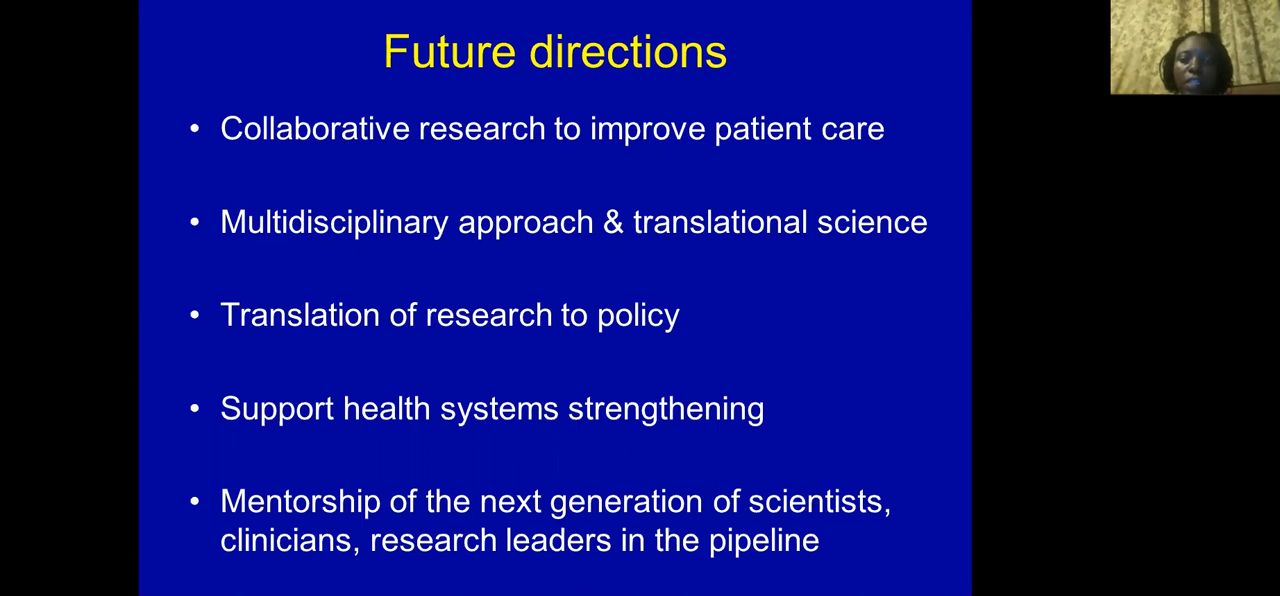 Future directions
• Collaborative research to improve patient care
• Multidisciplinary approach & translational science
• Translation of research to policy
• Support health systems strengthening
• Mentorship of the next generation of scientists,
clinicians, research leaders in the pipeline